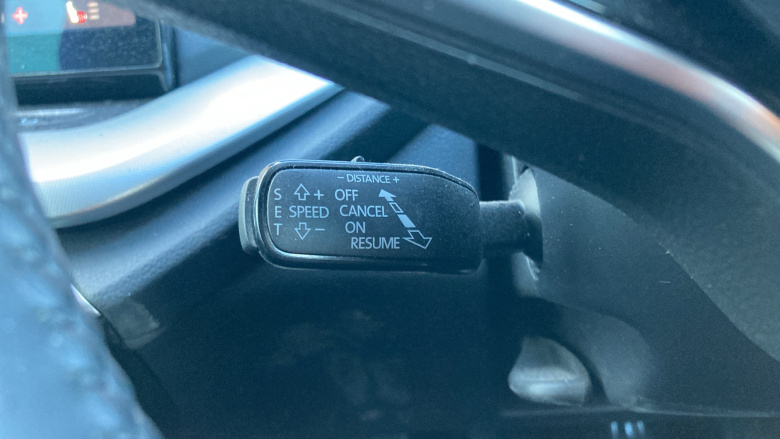 - DISTANCE +
S ⇧+ OFF
E SPEED CANCEL
T ⇩- ON
RESUME